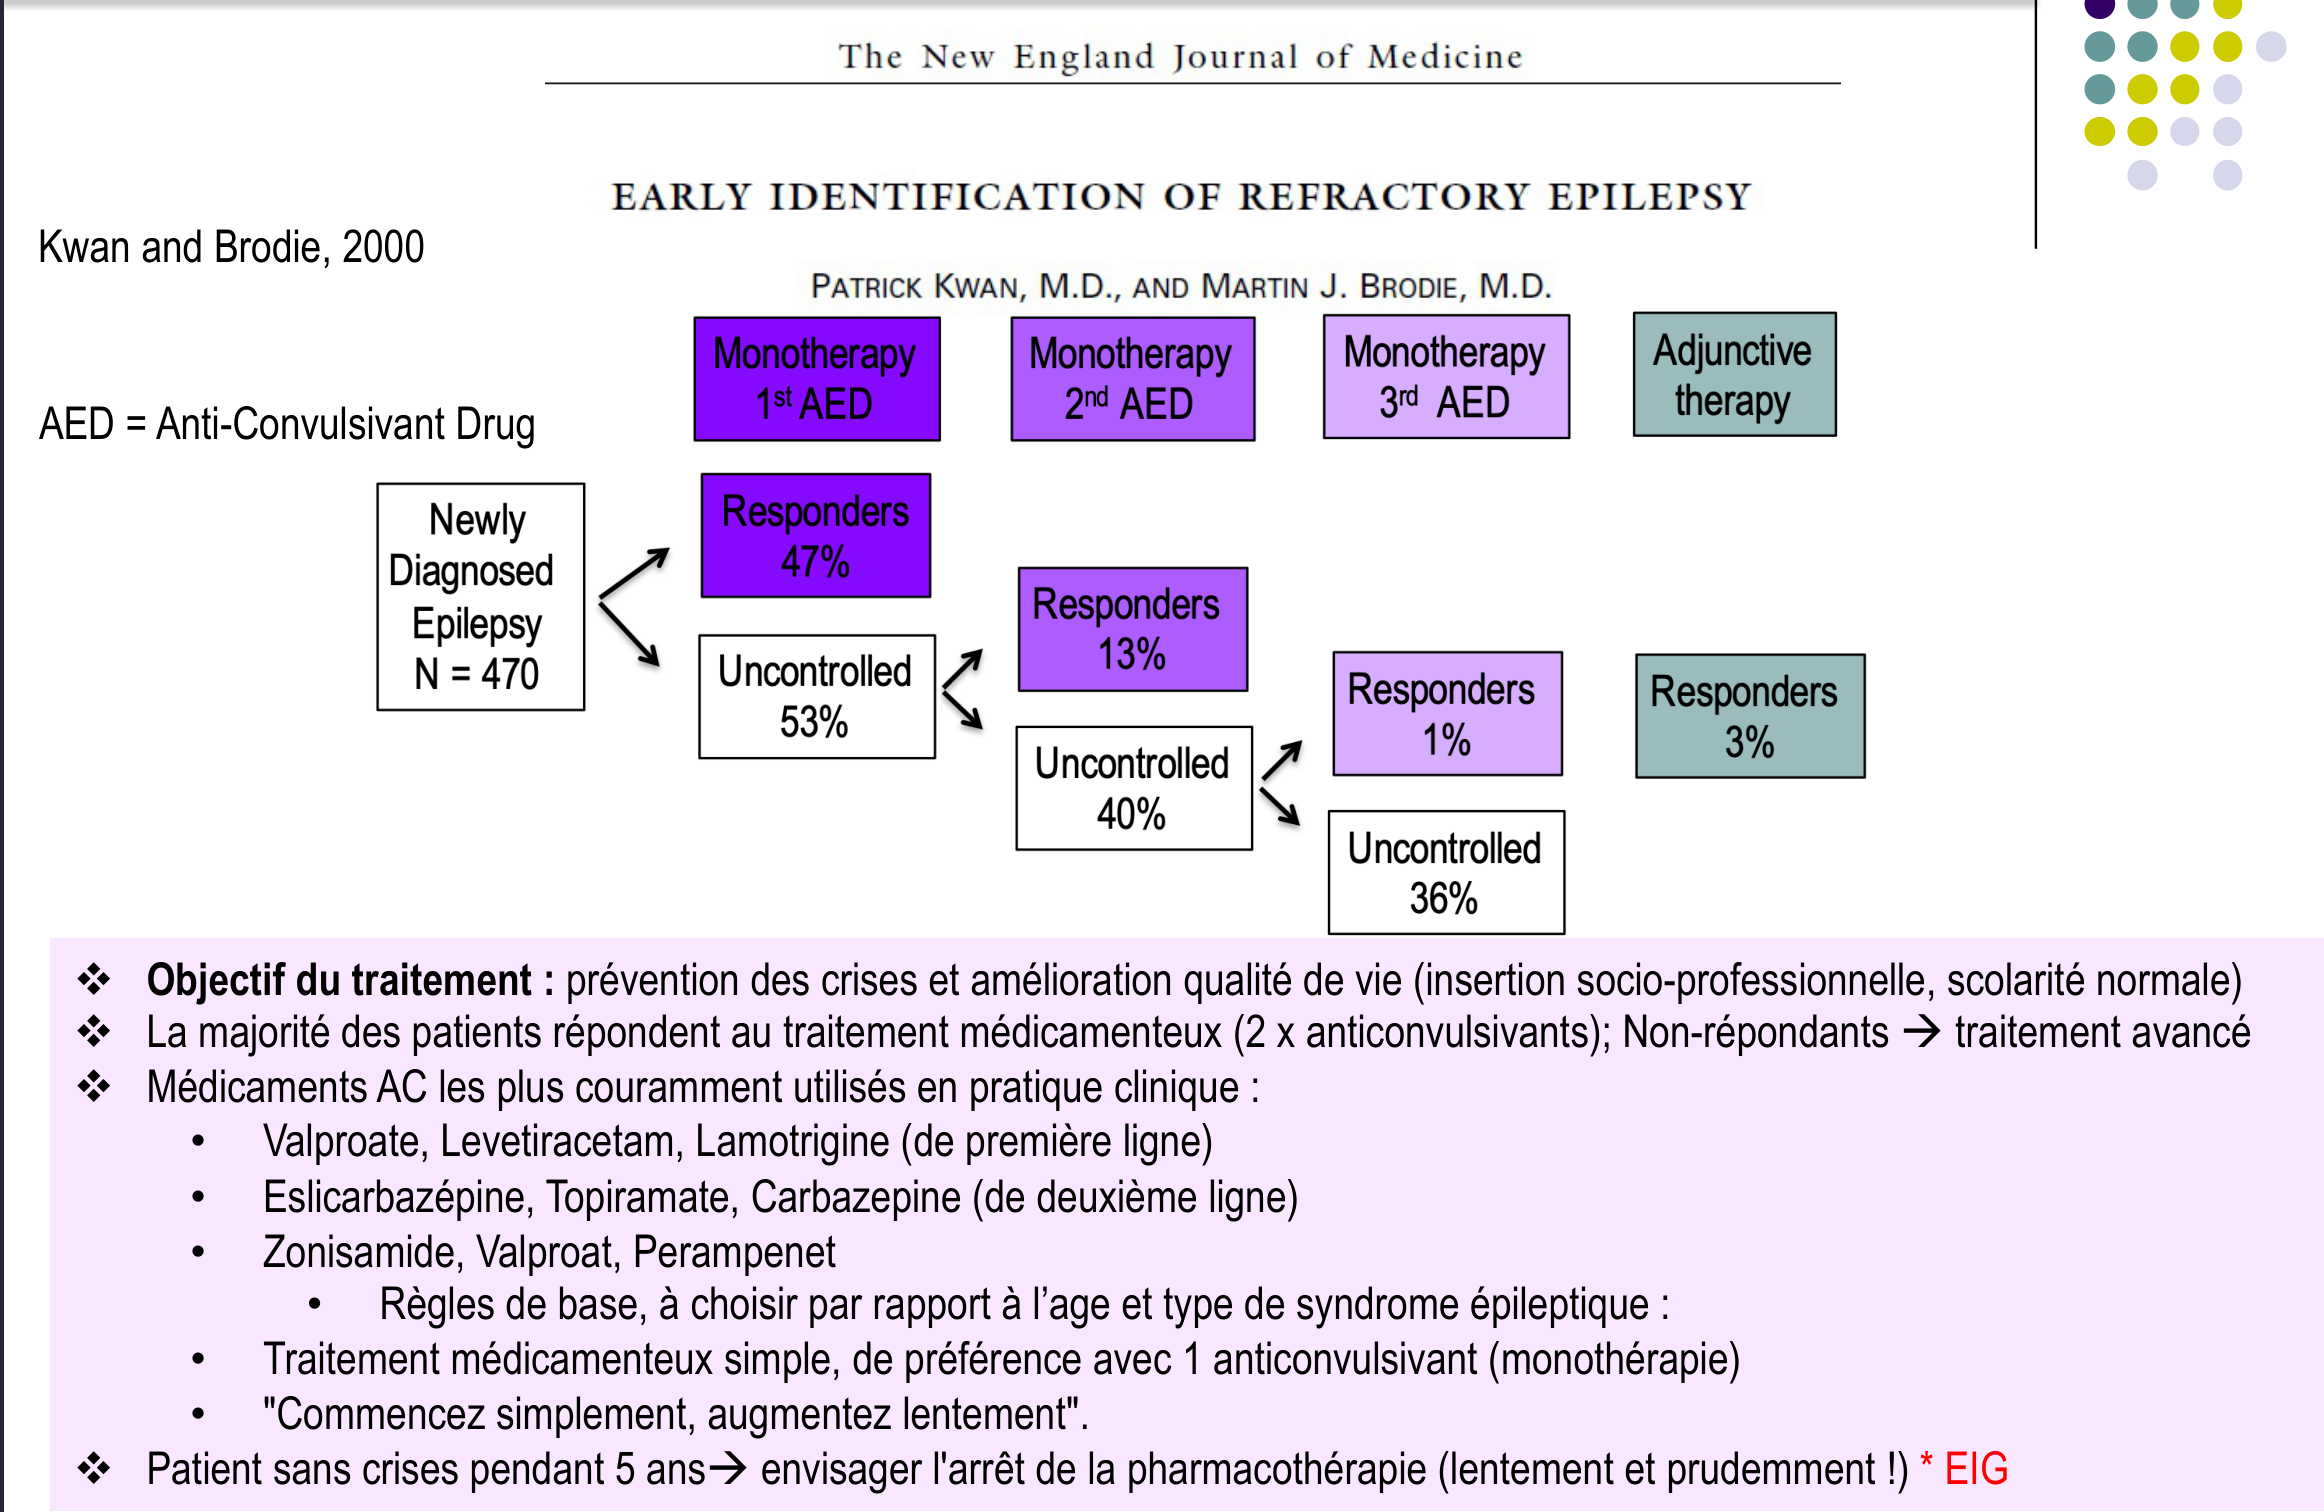 The New England Journal of Medicine
EARLY IDENTIFICATION OF REFRACTORY EPILEPSY
Kwan and Brodie, 2000
PATRICK KWAN, M.D., AND MARTIN J. BRODIE, M.D.
Monotherapy
1st AED
Monotherapy
2nd AED
Monotherapy
3rd AED
Adjunctive
therapy
AED = Anti-Convulsivant Drug
Newly
Diagnosed
Epilepsy
N = 470
Responders
47%
Uncontrolled
53%
Responders
13%
Uncontrolled
40%
Responders
1%
Uncontrolled
36%
Responders
3%
❖ Objectif du traitement : prévention des crises et amélioration qualité de vie (insertion socio-professionnelle, scolarité normale)
❖ La majorité des patients répondent au traitement médicamenteux (2 x anticonvulsivants); Non-répondants → traitement avancé
❖ Médicaments AC les plus couramment utilisés en pratique clinique :
• Valproate, Levetiracetam, Lamotrigine (de première ligne)
• Eslicarbazépine, Topiramate, Carbazepine (de deuxième ligne)
• Zonisamide, Valproat, Perampenet
• Règles de base, à choisir par rapport à l’age et type de syndrome épileptique :
• Traitement médicamenteux simple, de préférence avec 1 anticonvulsivant (monothérapie)
• "Commencez simplement, augmentez lentement".
❖ Patient sans crises pendant 5 ans→ envisager l'arrêt de la pharmacothérapie (lentement et prudemment !) * EIG